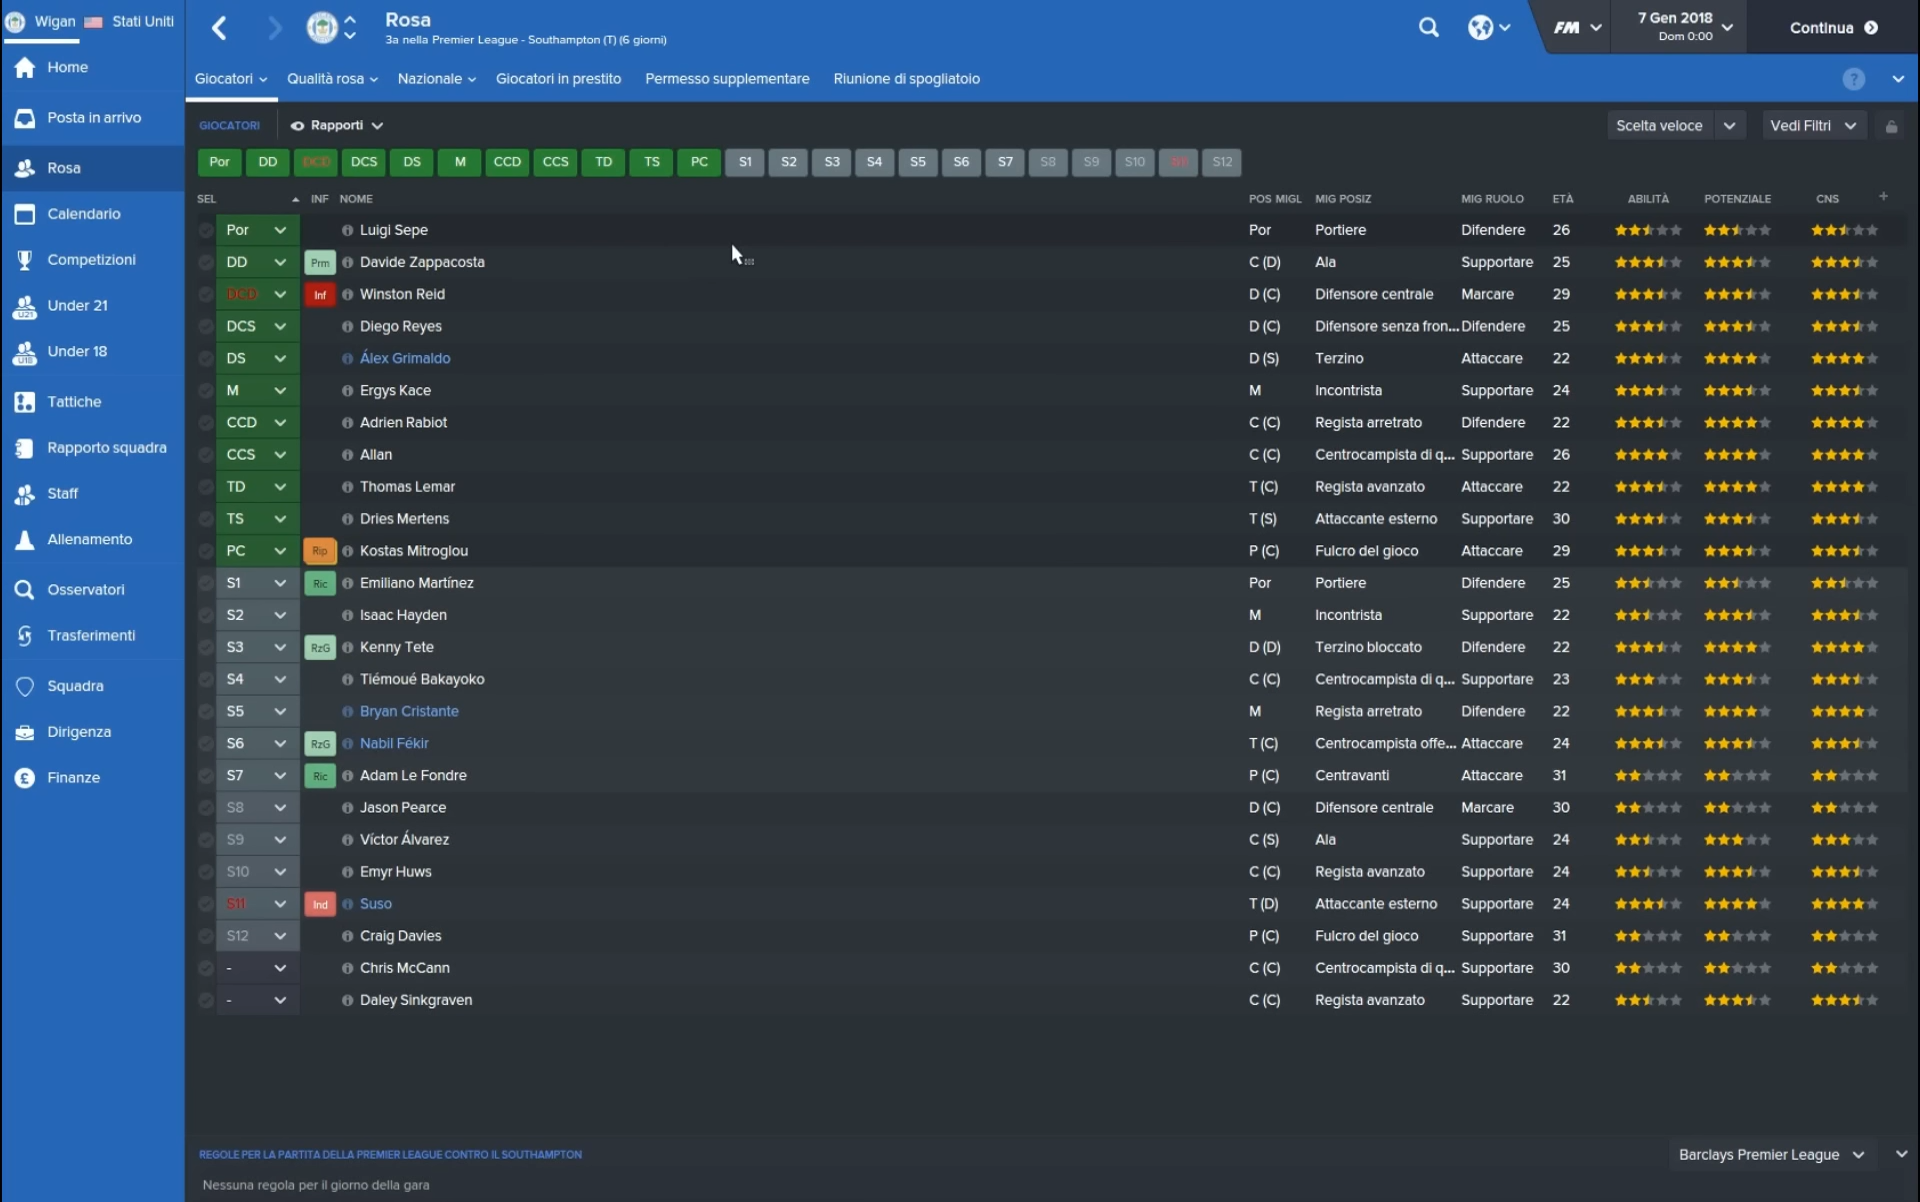 Wigan Stati Uniti
Rosa
3a nella Premier League - Southampton (T) (6 giorni)
FM
7 Gen 2018
Dom 0:00
Continua
Home
Posta in arrivo
Rosa
Calendario
Competizioni
U21 Under 21
U18 Under 18
Tattiche
Rapporto squadra
Staff
Allenamento
Osservatori
Trasferimenti
Squadra
Dirigenza
£ Finanze
Giocatori Qualità rosa Nazionale Giocatori in prestito Permesso supplementare Riunione di spogliatoio ?
GIOCATORI Rapporti Scelta veloce Vedi Filtri
Por DD DCD DCS DS M CCD CCS TD TS PC S1 S2 S3 S4 S5 S6 S7 S8 S9 S10 S11 S12
SEL INF NOME POS MIGL MIG POSIZ MIG RUOLO ETÀ ABILITÀ POTENZIALE CNS +
Por Luigi Sepe Por Portiere Difendere 26
DD Prm Davide Zappacosta C (D) Ala Supportare 25
DCD Inf Winston Reid D (C) Difensore centrale Marcare 29
DCS Diego Reyes D (C) Difensore senza fron... Difendere 25
DS Álex Grimaldo D (S) Terzino Attaccare 22
M Ergys Kace M Incontrista Supportare 24
CCD Adrien Rabiot C (C) Regista arretrato Difendere 22
CCS Allan C (C) Centrocampista di q... Supportare 26
TD Thomas Lemar T (C) Regista avanzato Attaccare 22
TS Dries Mertens T (S) Attaccante esterno Supportare 30
PC Rip Kostas Mitroglou P (C) Fulcro del gioco Attaccare 29
S1 Ric Emiliano Martínez Por Portiere Difendere 25
S2 Isaac Hayden M Incontrista Supportare 22
S3 RzG Kenny Tete D (D) Terzino bloccato Difendere 22
S4 Tiémoué Bakayoko C (C) Centrocampista di q... Supportare 23
S5 Bryan Cristante M Regista arretrato Difendere 22
S6 RzG Nabil Fékir T (C) Centrocampista offe... Attaccare 24
S7 Ric Adam Le Fondre P (C) Centravanti Attaccare 31
S8 Jason Pearce D (C) Difensore centrale Marcare 30
S9 Víctor Álvarez C (S) Ala Supportare 24
S10 Emyr Huws C (C) Regista avanzato Supportare 24
S11 Ind Suso T (D) Attaccante esterno Supportare 24
S12 Craig Davies P (C) Fulcro del gioco Supportare 31
- Chris McCann C (C) Centrocampista di q... Supportare 30
- Daley Sinkgraven C (C) Regista avanzato Supportare 22
REGOLE PER LA PARTITA DELLA PREMIER LEAGUE CONTRO IL SOUTHAMPTON Barclays Premier League
Nessuna regola per il giorno della gara